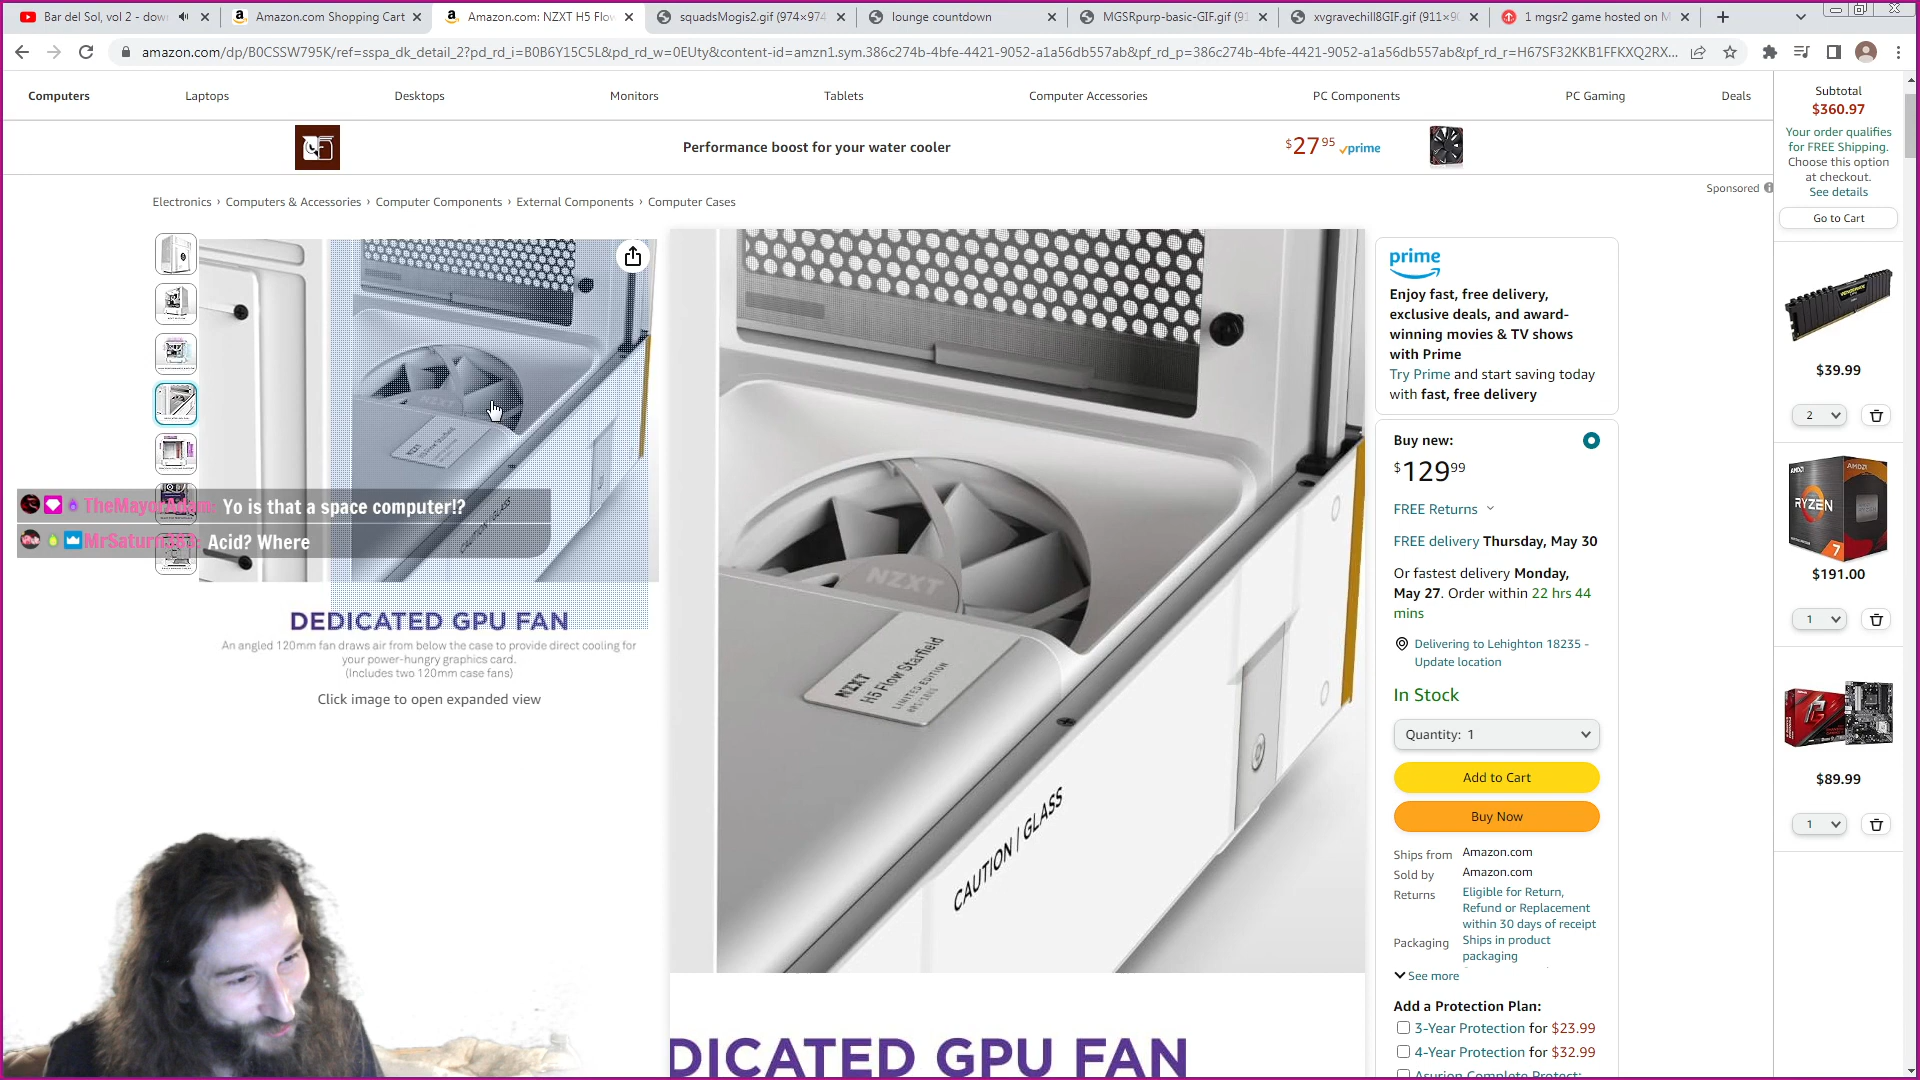 Bar del Sol, vol 2 - dow
Amazon.com Shopping Cart
Amazon.com: NZXT H5 Flo
squadsMogis2.gif (974×974
lounge countdown
MGSRpurp-basic-GIF.gif (91
xvgravechill8GIF.gif (911×9
1 mgsr2 game hosted on M
amazon.com/dp/B0CSSW795K/ref=sspa_dk_detail_2?pd_rd_i=B0B6Y15C5L&pd_rd_w=0EUty&content-id=amzn1.sym.386c274b-4bfe-4421-9052-a1a56db557ab&pf_rd_p=386c274b-4bfe-4421-9052-a1a56db557ab&pf_rd_r=H67SF32KKB1FFKXQ2RX...
Computers
Laptops
Desktops
Monitors
Tablets
Computer Accessories
PC Components
PC Gaming
Deals
Performance boost for your water cooler
$27 95 prime
Sponsored
Electronics › Computers & Accessories › Computer Components › External Components › Computer Cases
TheMayorAdam: Yo is that a space computer!?
Acid? Where
DEDICATED GPU FAN
An angled 120mm fan draws air from below the case to provide direct cooling for
your power-hungry graphics card.
(Includes two 120mm case fans)
Click image to open expanded view
NZXT
NZXT
H5 Flow Starfield
LIMITED EDITION
CAUTION | GLASS
DICATED GPU FAN
prime
Enjoy fast, free delivery,
exclusive deals, and award-
winning movies & TV shows
with Prime
Try Prime and start saving today
with fast, free delivery
Buy new:
$129 99
FREE Returns
FREE delivery Thursday, May 30
Or fastest delivery Monday,
May 27. Order within 22 hrs 44
mins
Delivering to Lehighton 18235 -
Update location
In Stock
Quantity: 1
Add to Cart
Buy Now
Ships from Amazon.com
Sold by Amazon.com
Returns Eligible for Return,
Refund or Replacement
within 30 days of receipt
Packaging Ships in product
packaging
See more
Add a Protection Plan:
3-Year Protection for $23.99
4-Year Protection for $32.99
Asurion Complete Protect:
Subtotal
$360.97
Your order qualifies
for FREE Shipping.
Choose this option
at checkout.
See details
Go to Cart
$39.99
2
AMD
RYZEN
7
$191.00
1
$89.99
1